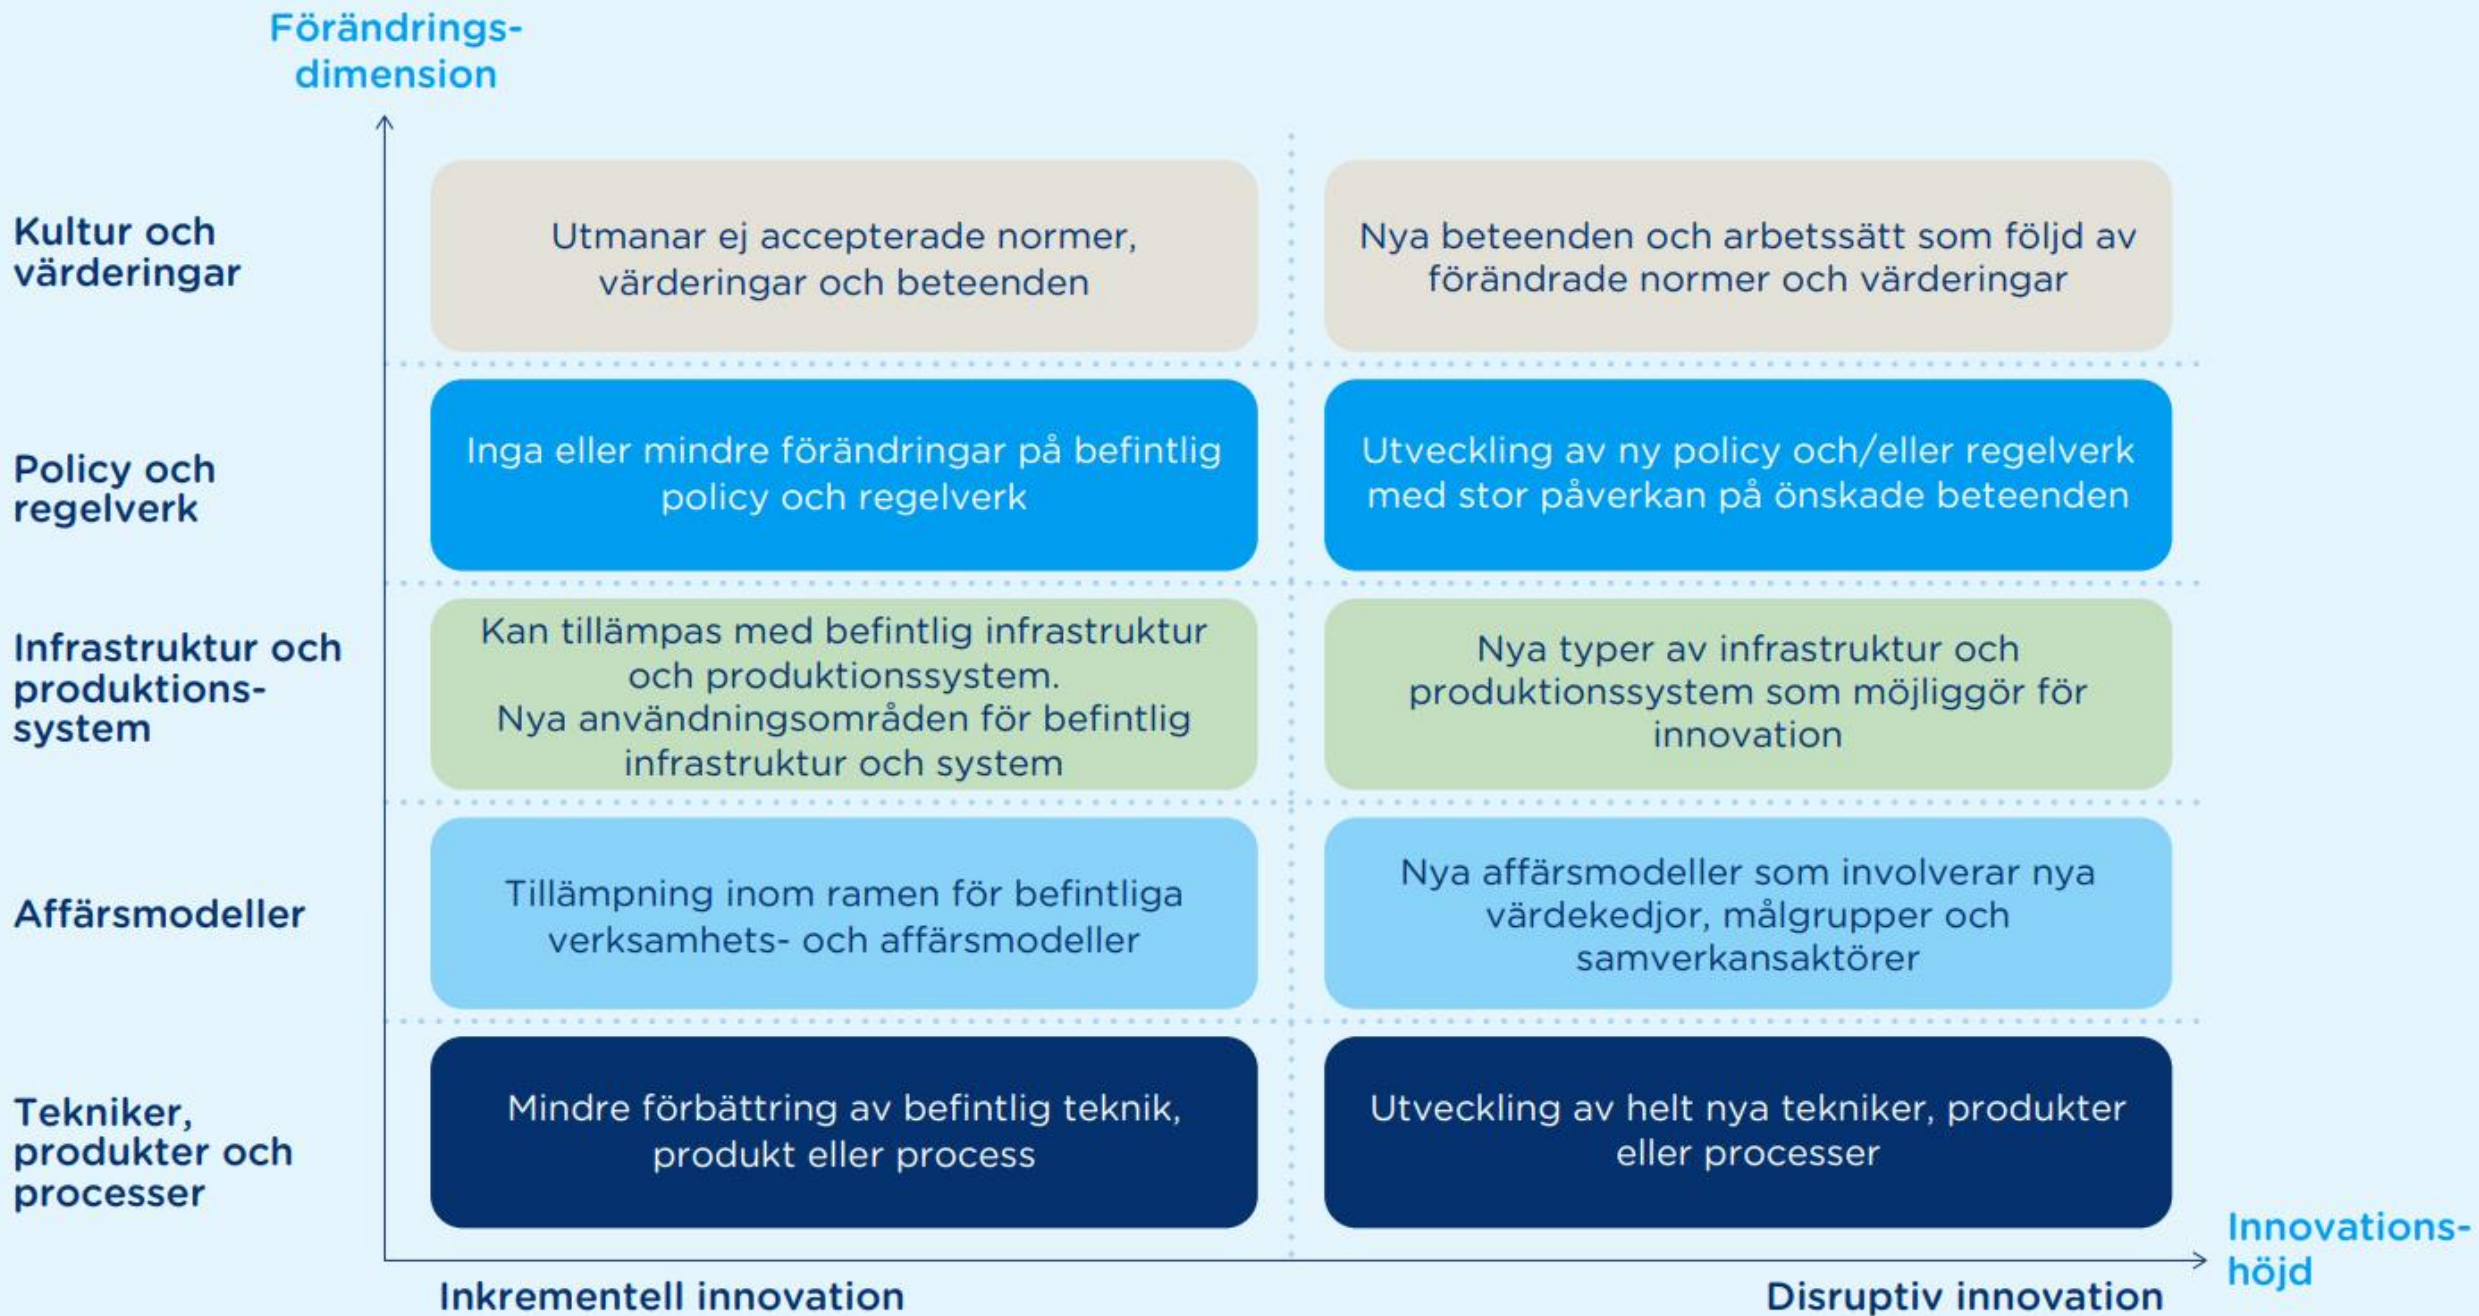 Förändrings-
dimension
Kultur och
värderingar
Utmanar ej accepterade normer,
värderingar och beteenden
Nya beteenden och arbetssätt som följd av
förändrade normer och värderingar
Policy och
regelverk
Inga eller mindre förändringar på befintlig
policy och regelverk
Utveckling av ny policy och/eller regelverk
med stor påverkan på önskade beteenden
Infrastruktur och
produktions-
system
Kan tillämpas med befintlig infrastruktur
och produktionssystem.
Nya användningsområden för befintlig
infrastruktur och system
Nya typer av infrastruktur och
produktionssystem som möjliggör för
innovation
Affärsmodeller
Tillämpning inom ramen för befintliga
verksamhets- och affärsmodeller
Nya affärsmodeller som involverar nya
värdekedjor, målgrupper och
samverkansaktörer
Tekniker,
produkter och
processer
Mindre förbättring av befintlig teknik,
produkt eller process
Utveckling av helt nya tekniker, produkter
eller processer
Inkrementell innovation
Disruptiv innovation
Innovations-
höjd